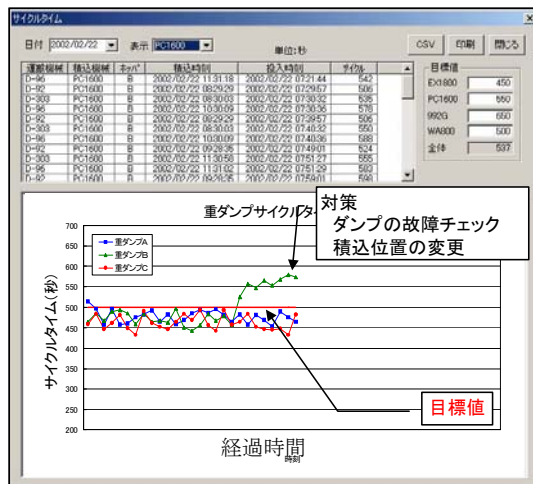 サイクルタイム
日付 2002/02/22 表示 PC1600 単位:秒 CSV 印刷 閉じる
運搬機械 積込機械 ホッパ 積込時刻 投入時刻 サイクル
D-96 PC1600 B 2002/02/22 11:31:18 2002/02/22 07:21:44 542
D-92 PC1600 B 2002/02/22 08:29:29 2002/02/22 07:29:57 506
D-303 PC1600 B 2002/02/22 08:30:03 2002/02/22 07:30:32 535
D-96 PC1600 B 2002/02/22 10:30:09 2002/02/22 07:30:36 578
D-92 PC1600 B 2002/02/22 08:29:29 2002/02/22 07:39:57 506
D-303 PC1600 B 2002/02/22 08:30:03 2002/02/22 07:40:32 550
D-96 PC1600 B 2002/02/22 10:30:09 2002/02/22 07:40:36 588
D-92 PC1600 B 2002/02/22 09:28:35 2002/02/22 07:49:01 524
D-303 PC1600 B 2002/02/22 11:30:58 2002/02/22 07:51:27 555
D-96 PC1600 B 2002/02/22 11:31:02 2002/02/22 07:51:29 583
D-92 PC1600 B 2002/02/22 09:28:35 2002/02/22 07:59:01 598
目標値
EX1800 450
PC1600 550
992G 650
WA800 500
全体 537
重ダンプサイクルタ
対策
ダンプの故障チェック
積込位置の変更
重ダンプA
重ダンプB
重ダンプC
700
650
600
550
500
450
400
350
300
250
200
サイクルタイム(秒)
目標値
経過時間
時刻